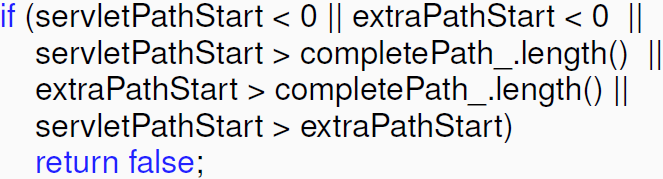 if (servletPathStart < 0 || extraPathStart < 0 ||
servletPathStart > completePath_.length() ||
extraPathStart > completePath_.length() ||
servletPathStart > extraPathStart)
return false;